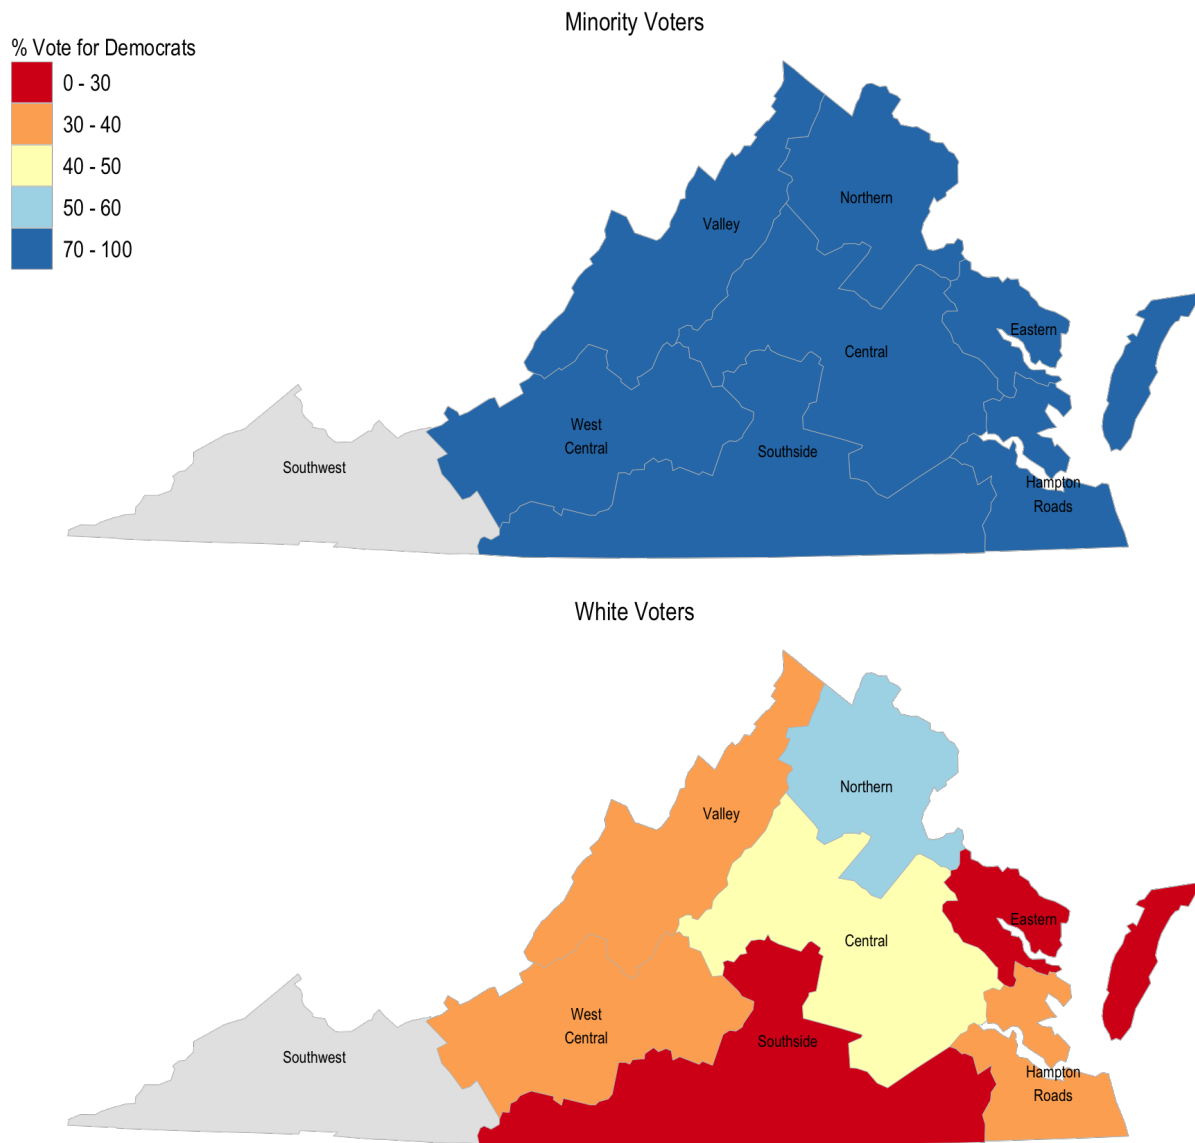 Minority Voters
% Vote for Democrats
0 - 30
30 - 40
40 - 50
50 - 60
70 - 100
Northern
Valley
Eastern
Central
West
Central
Southside
Southwest
Hampton
Roads
White Voters
Northern
Valley
Eastern
Central
West
Central
Southside
Southwest
Hampton
Roads